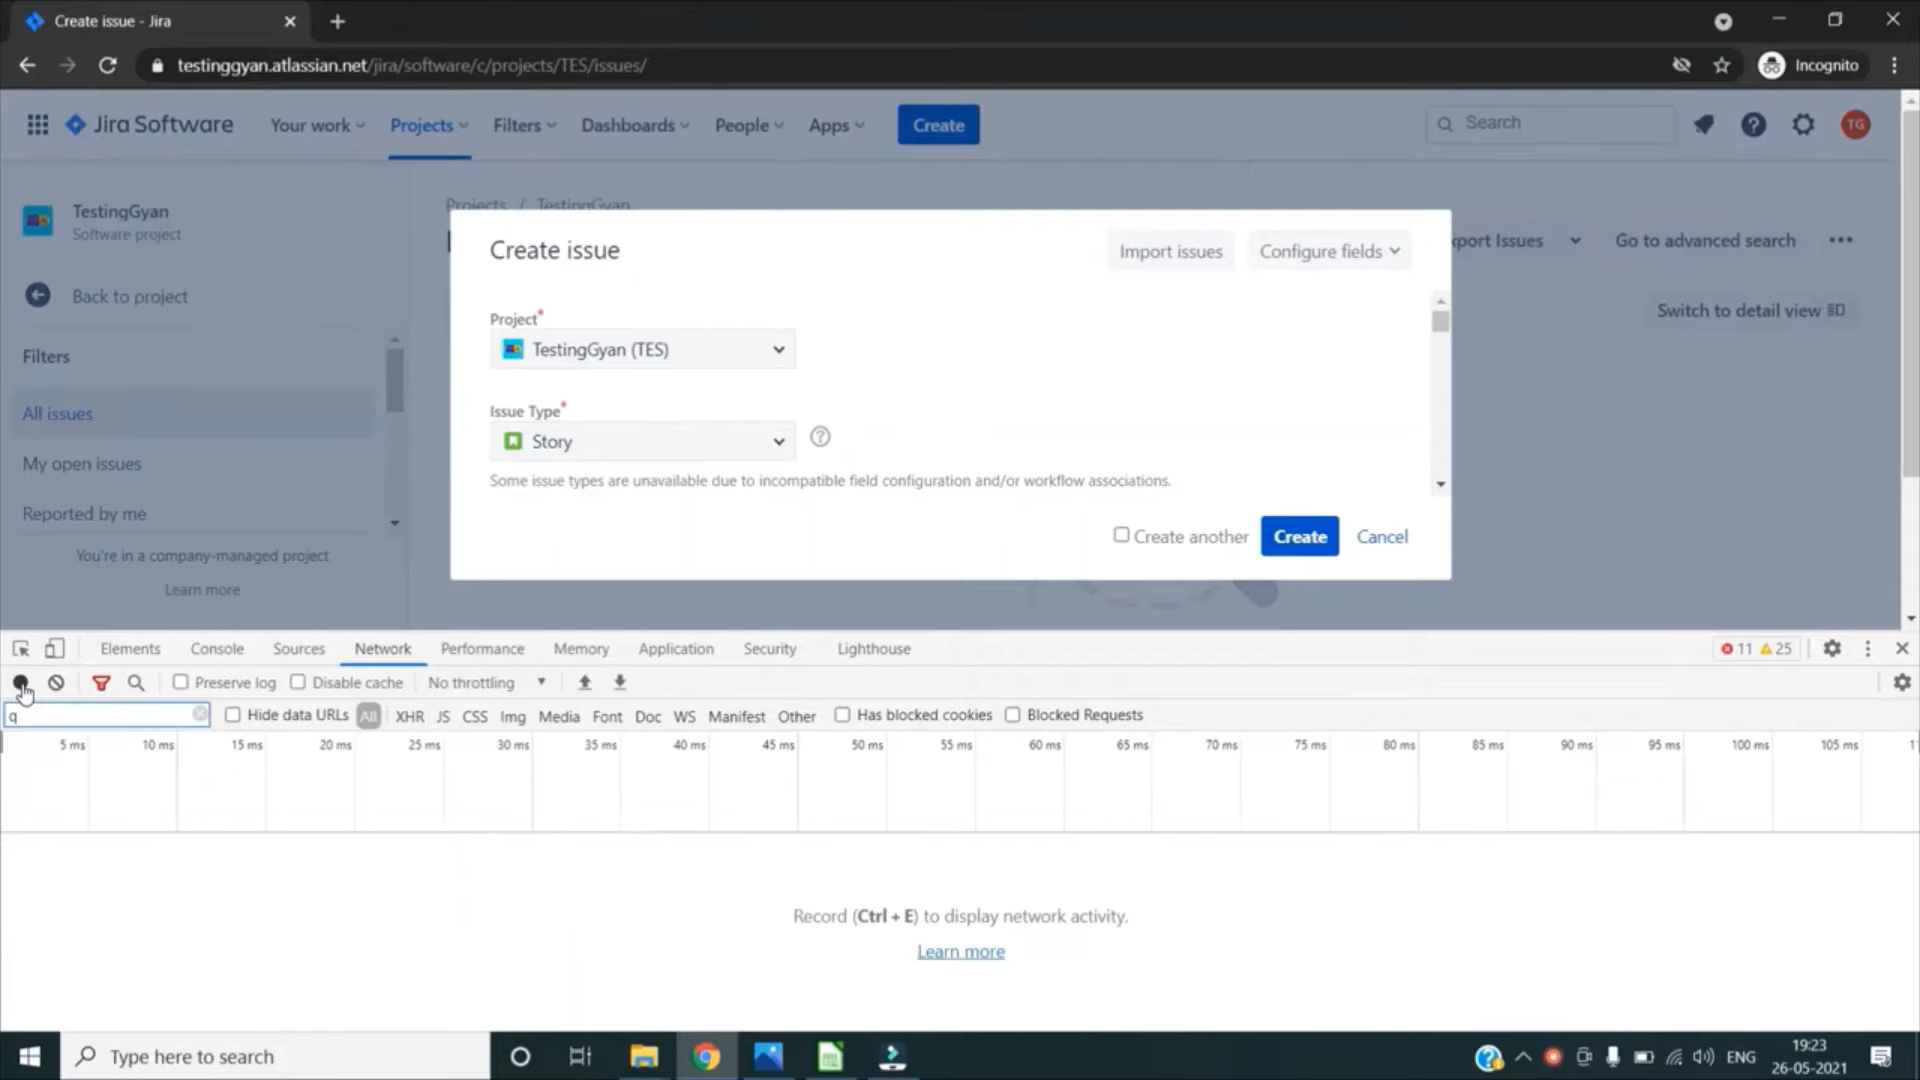 Create issue - Jira
testinggyan.atlassian.net/jira/software/c/projects/TES/issues/
Incognito
Jira Software
Your work
Projects
Filters
Dashboards
People
Apps
Create
Search
TG
TestingGyan
Software project
Back to project
Filters
All issues
My open issues
Reported by me
You're in a company-managed project
Learn more
Projects / TestingGyan
xport Issues
Go to advanced search
Switch to detail view
Create issue
Import issues
Configure fields
Project*
TestingGyan (TES)
Issue Type*
Story
Some issue types are unavailable due to incompatible field configuration and/or workflow associations.
Create another
Create
Cancel
Elements
Console
Sources
Network
Performance
Memory
Application
Security
Lighthouse
11
25
Preserve log
Disable cache
No throttling
q
Hide data URLs
All
XHR
JS
CSS
Img
Media
Font
Doc
WS
Manifest
Other
Has blocked cookies
Blocked Requests
5 ms
10 ms
15 ms
20 ms
25 ms
30 ms
35 ms
40 ms
45 ms
50 ms
55 ms
60 ms
65 ms
70 ms
75 ms
80 ms
85 ms
90 ms
95 ms
100 ms
105 ms
Record (Ctrl + E) to display network activity.
Learn more
Type here to search
ENG
19:23
26-05-2021